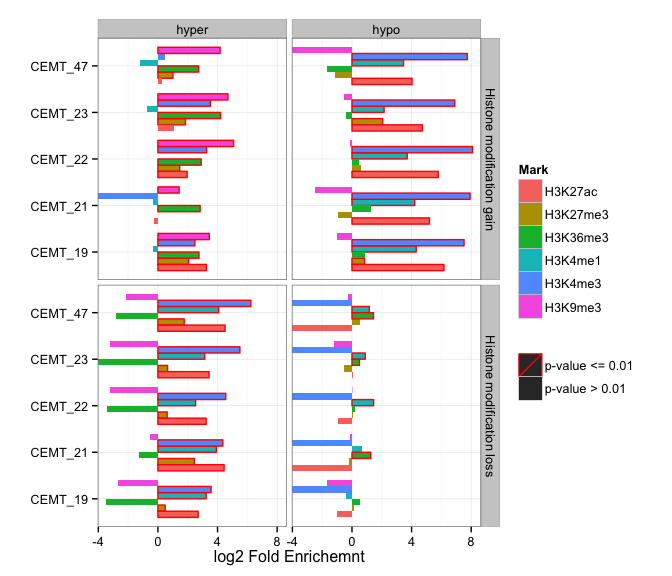 hyper hypo
CEMT_47
CEMT_23
CEMT_22
CEMT_21
CEMT_19
Histone modification gain
CEMT_47
CEMT_23
CEMT_22
CEMT_21
CEMT_19
Histone modification loss
-4 0 4 8 -4 0 4 8
log2 Fold Enrichemnt
Mark
H3K27ac
H3K27me3
H3K36me3
H3K4me1
H3K4me3
H3K9me3
p-value <= 0.01
p-value > 0.01